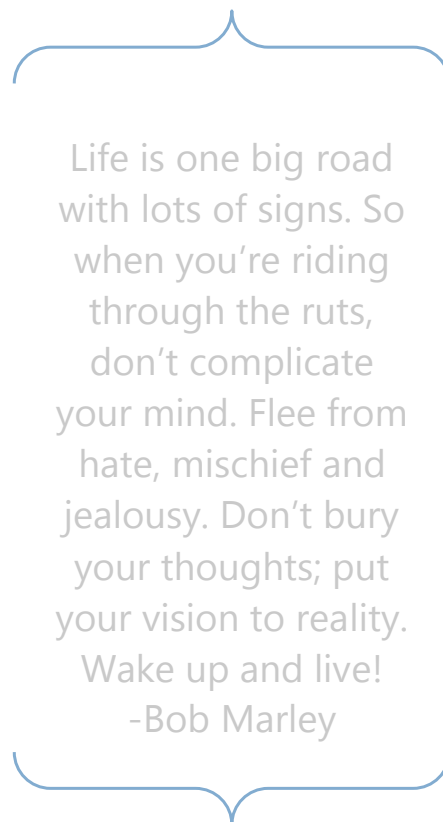 Life is one big road
with lots of signs. So
when you’re riding
through the ruts,
don’t complicate
your mind. Flee from
hate, mischief and
jealousy. Don’t bury
your thoughts; put
your vision to reality.
Wake up and live!
-Bob Marley